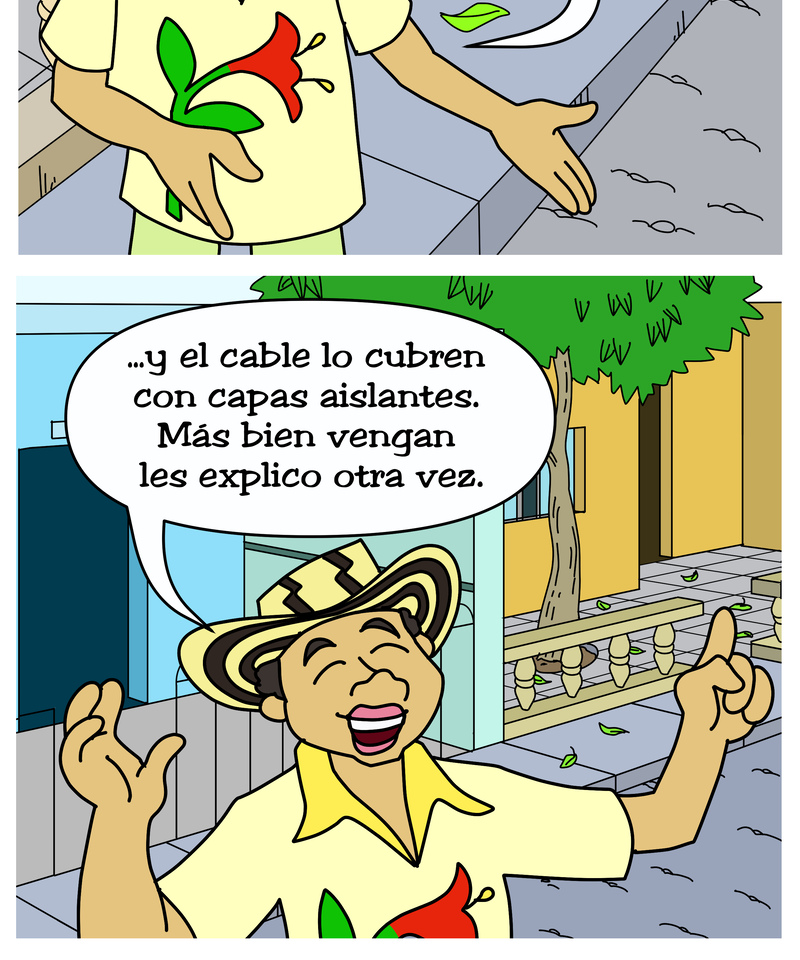 ...y el cable lo cubren
con capas aislantes.
Más bien vengan
les explico otra vez.